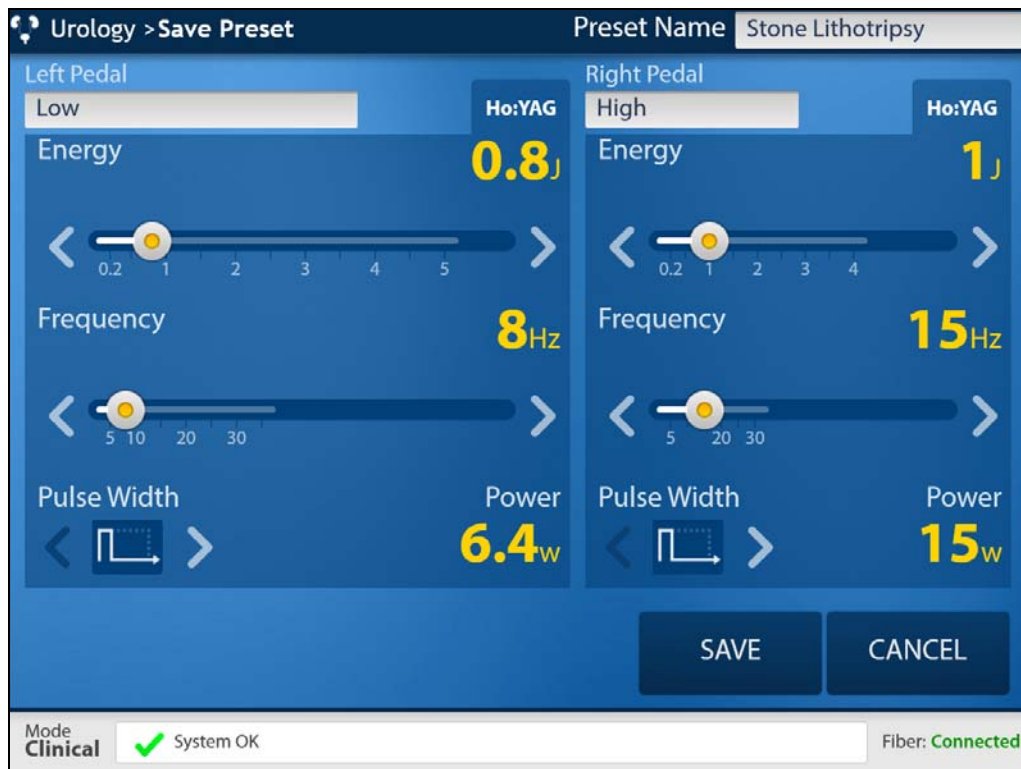 Urology > Save Preset
Preset Name Stone Lithotripsy
Left Pedal
Low
Ho:YAG
Energy
0.8J
0.2 1 2 3 4 5
Frequency
8Hz
5 10 20 30
Pulse Width
Power
6.4w
Right Pedal
High
Ho:YAG
Energy
1J
0.2 1 2 3 4
Frequency
15Hz
5 20 30
Pulse Width
Power
15w
SAVE
CANCEL
Mode
Clinical
System OK
Fiber: Connected